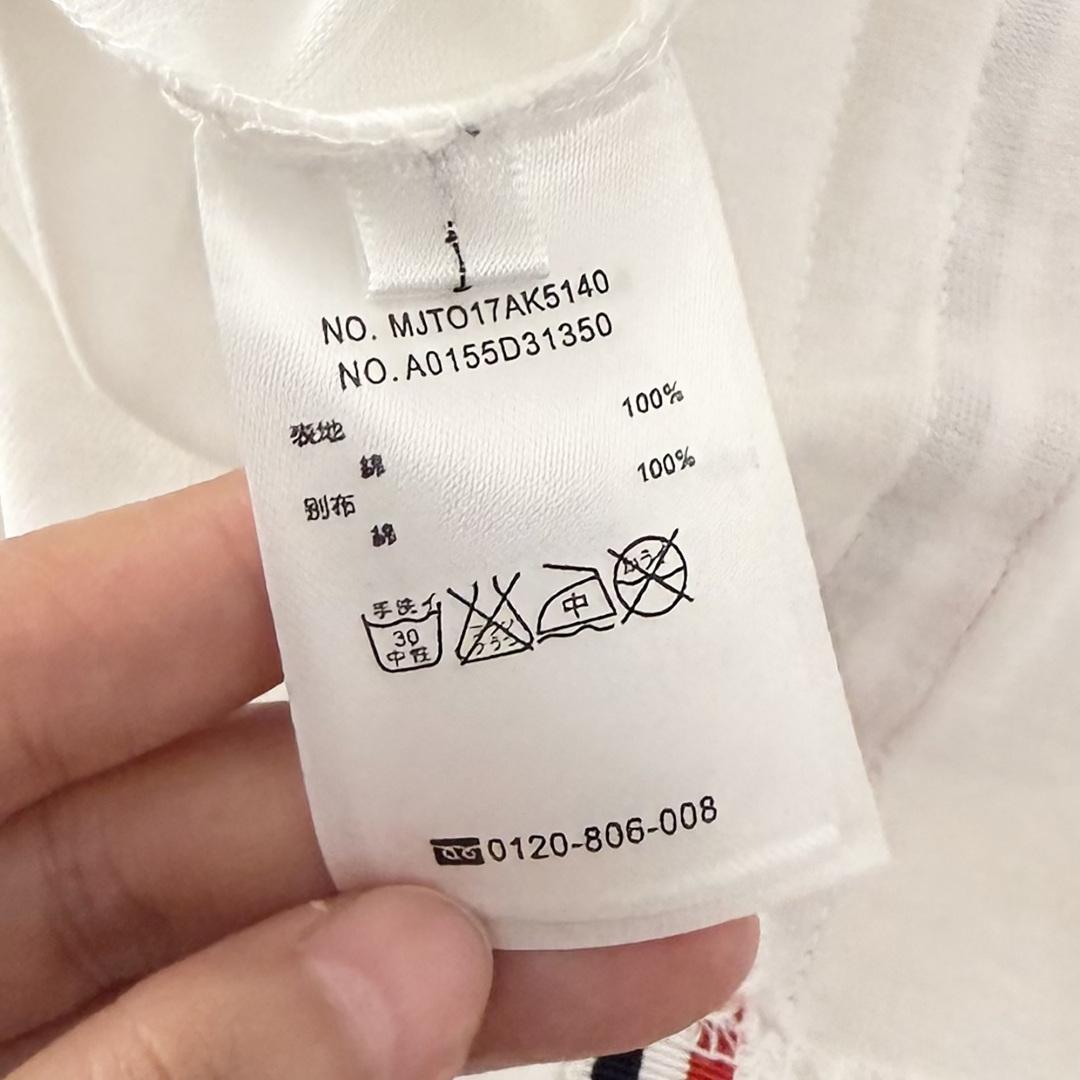 1
NO. MJTO17AK5140
NO. A0155D31350
表地 100%
綿 100%
別布
綿
手洗イ
30
中性
中
0120-806-008